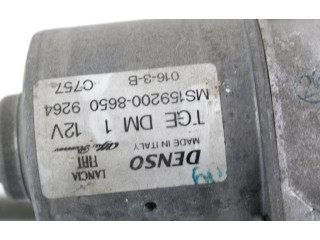 LANCIA
FIAT
Alfa Romeo
DENSO
MADE IN ITALY
TGE DM 1 12V
MS159200-8650 9264
016-3-B
C757